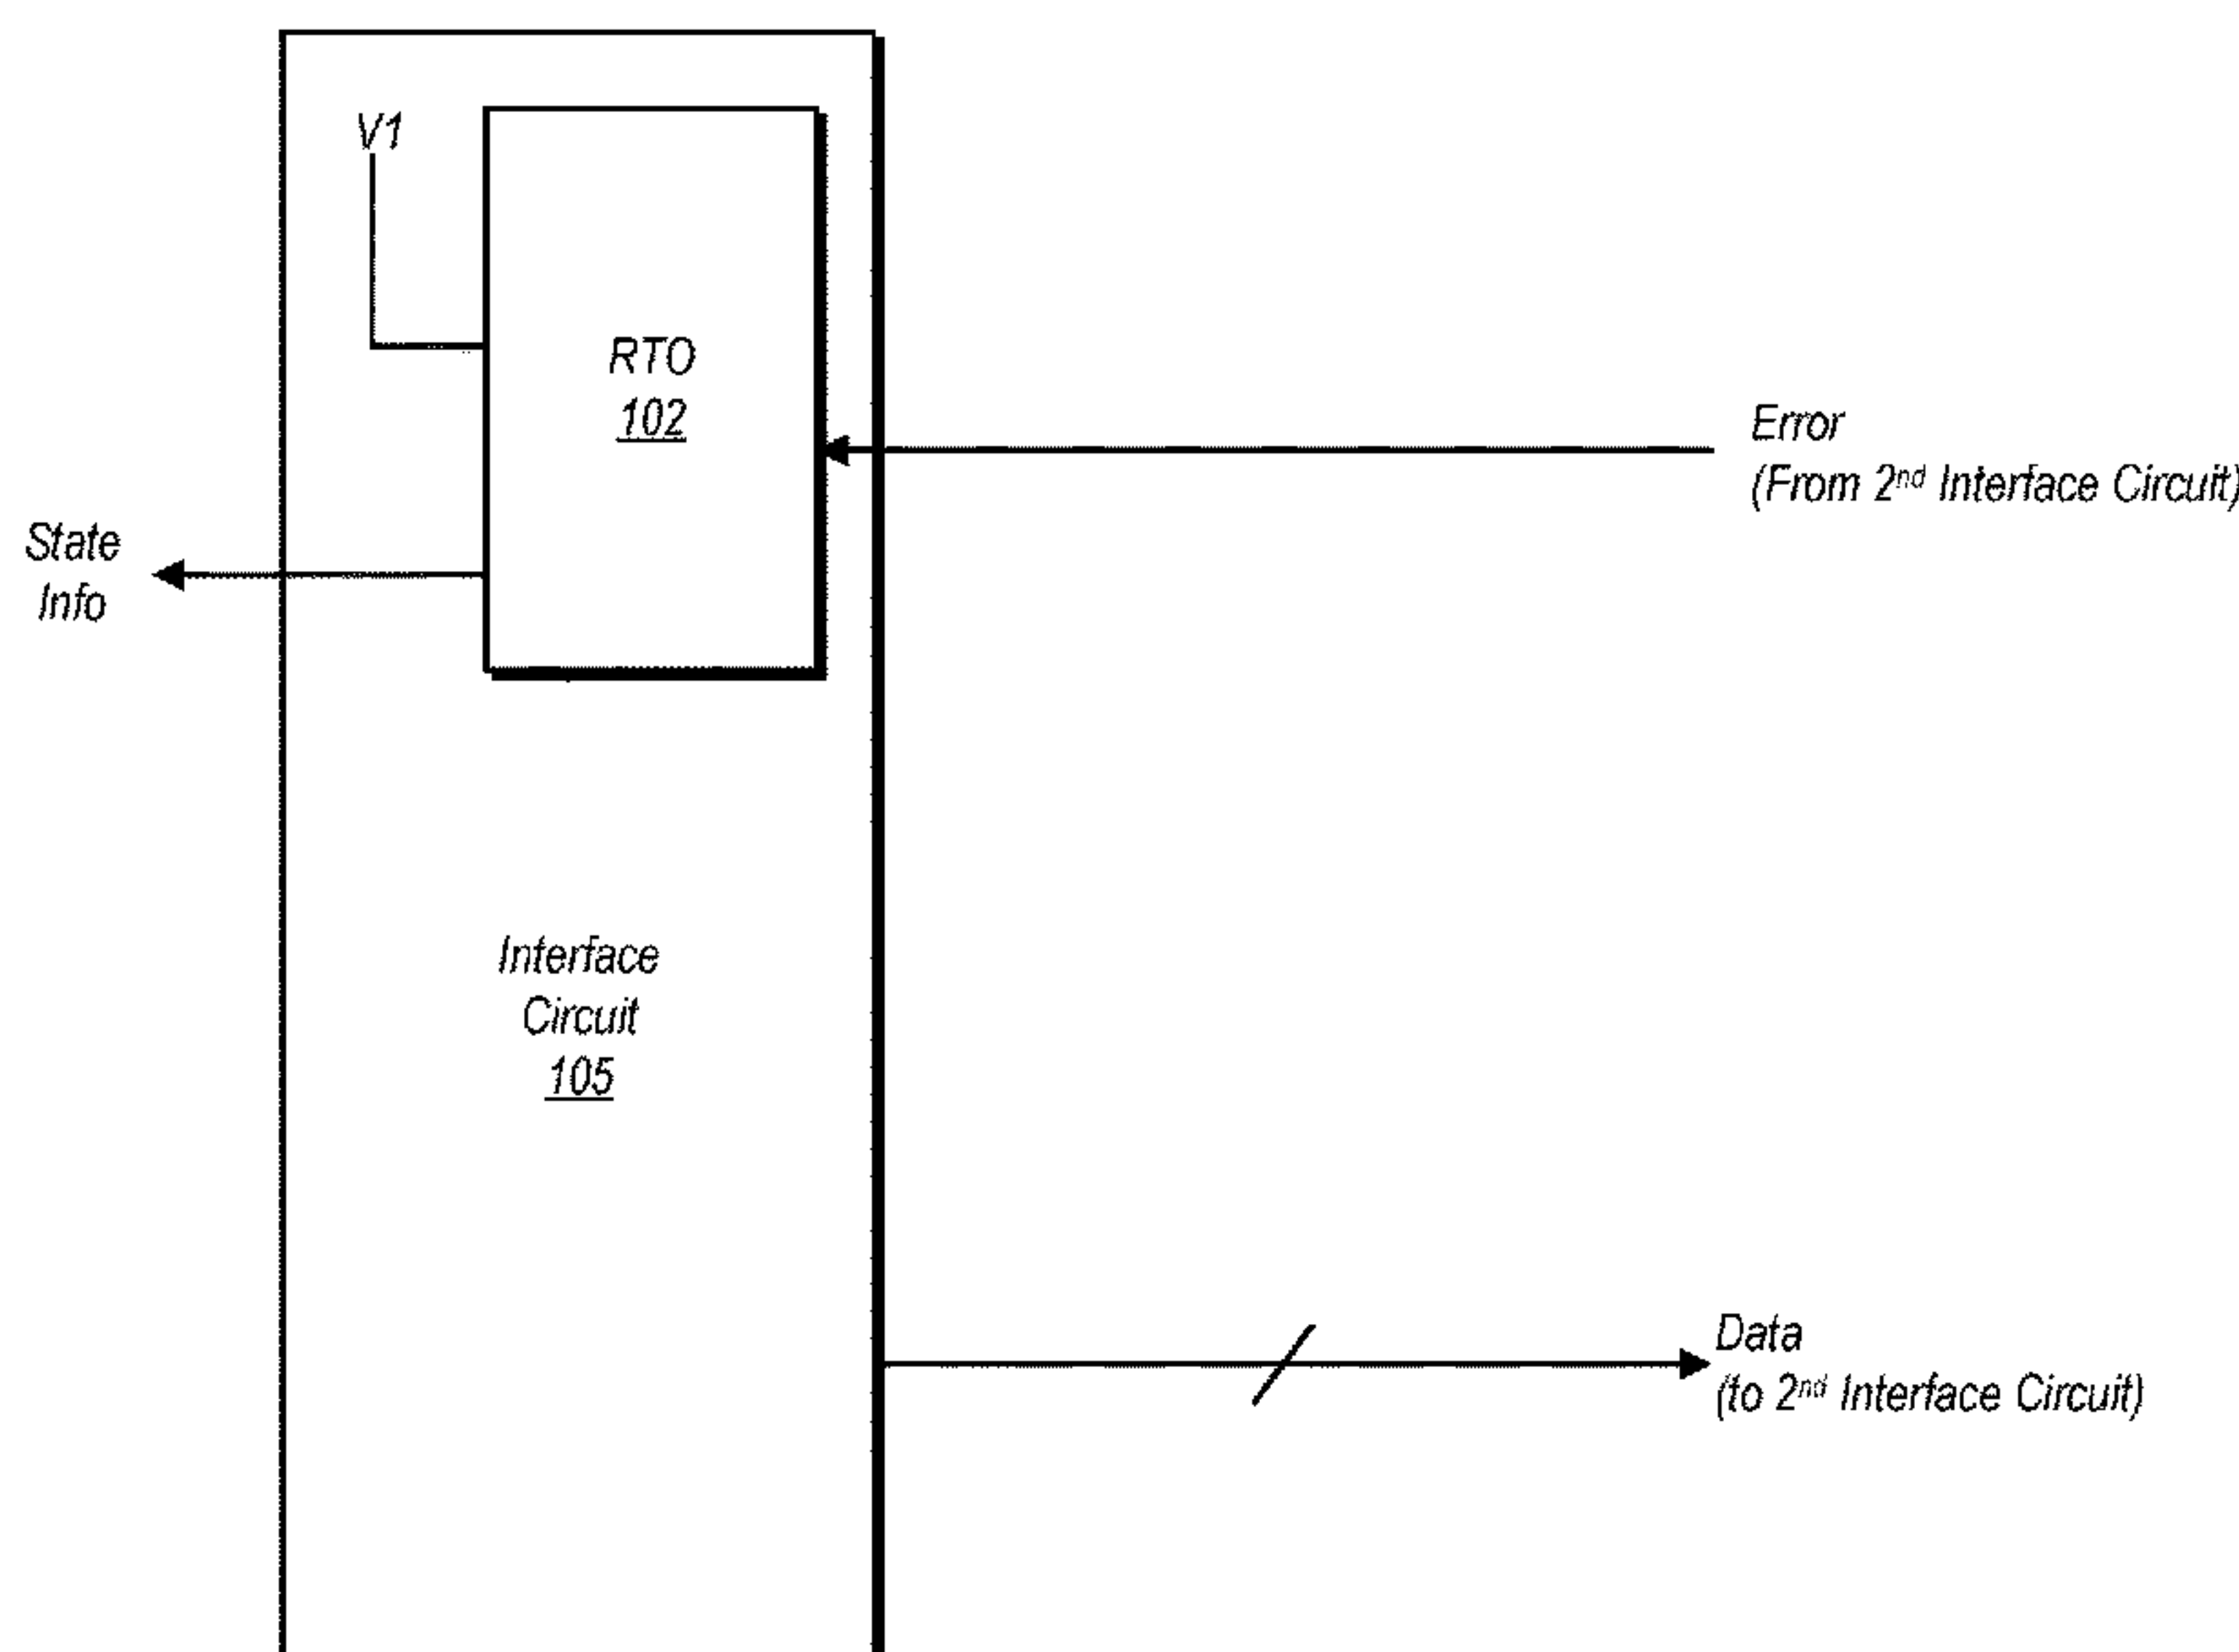 V1
RTO
102
Error
(From 2nd Interface Circuit)
State
Info
Interface
Circuit
105
Data
(to 2nd Interface Circuit)